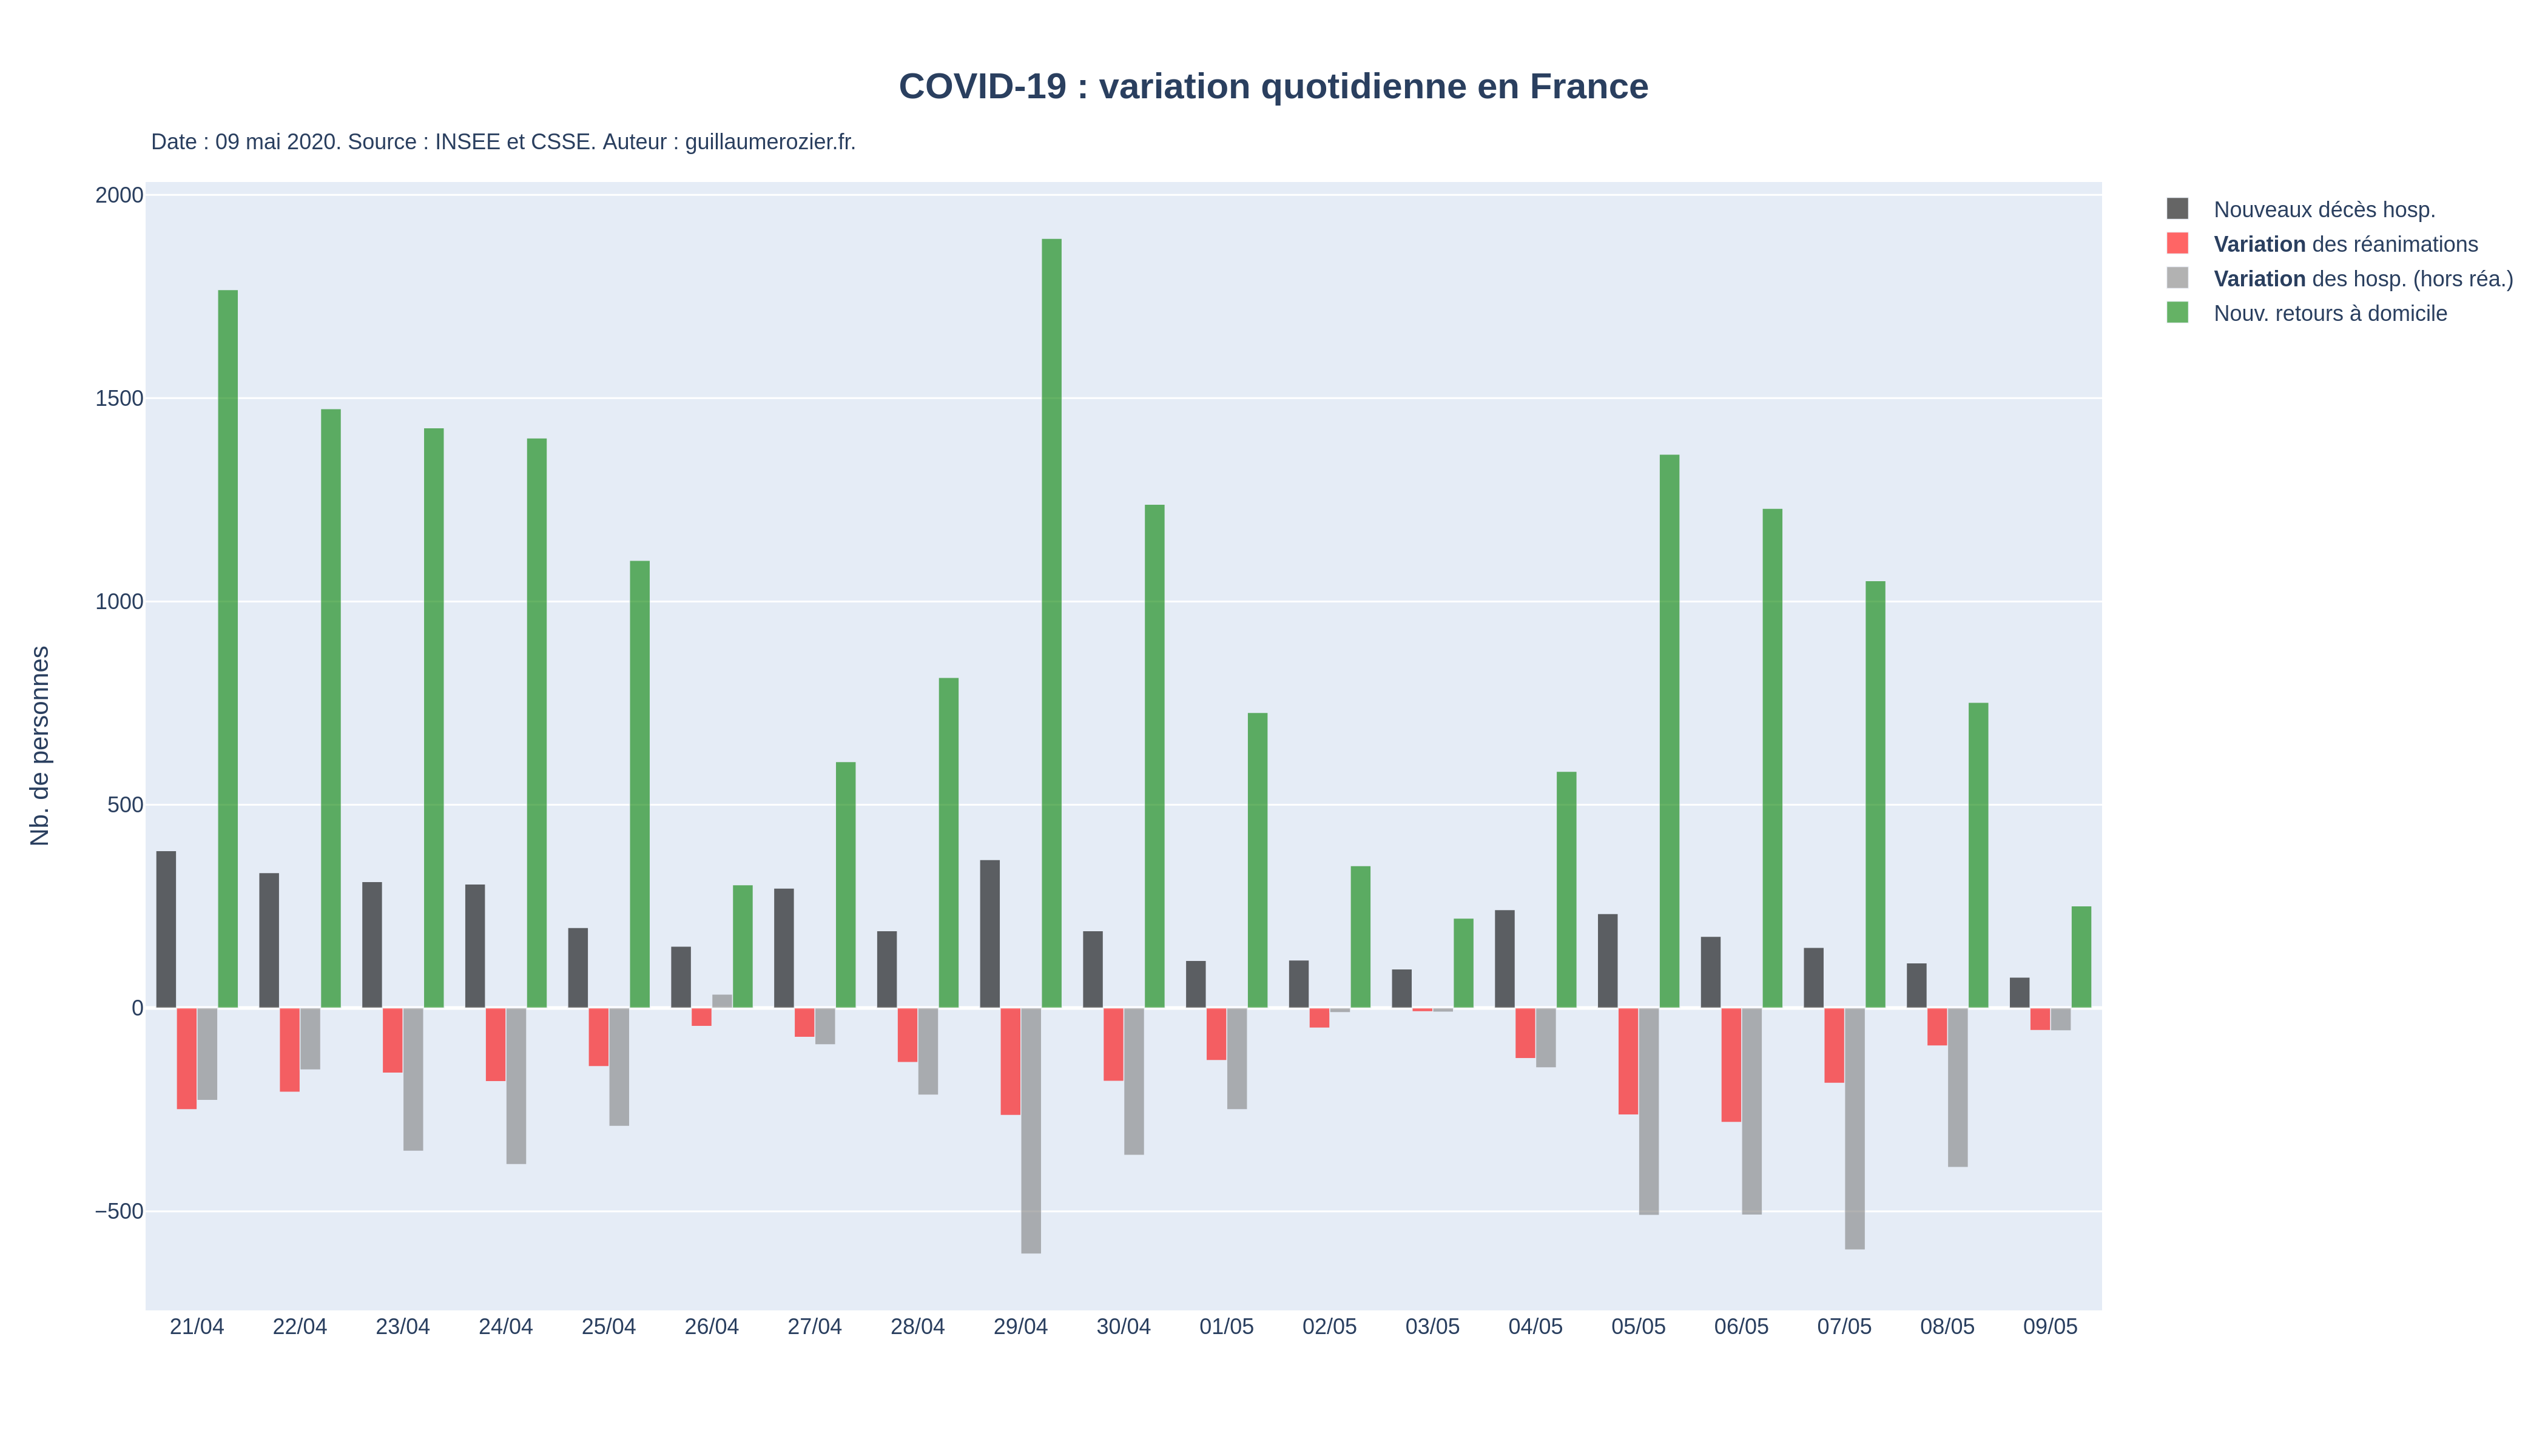 COVID-19 : variation quotidienne en France
Date : 09 mai 2020. Source : INSEE et CSSE. Auteur : guillaumerozier.fr.
Nouveaux décès hosp.
Variation des réanimations
Variation des hosp. (hors réa.)
Nouv. retours à domicile
Nb. de personnes
2000
1500
1000
500
0
−500
21/04 22/04 23/04 24/04 25/04 26/04 27/04 28/04 29/04 30/04 01/05 02/05 03/05 04/05 05/05 06/05 07/05 08/05 09/05